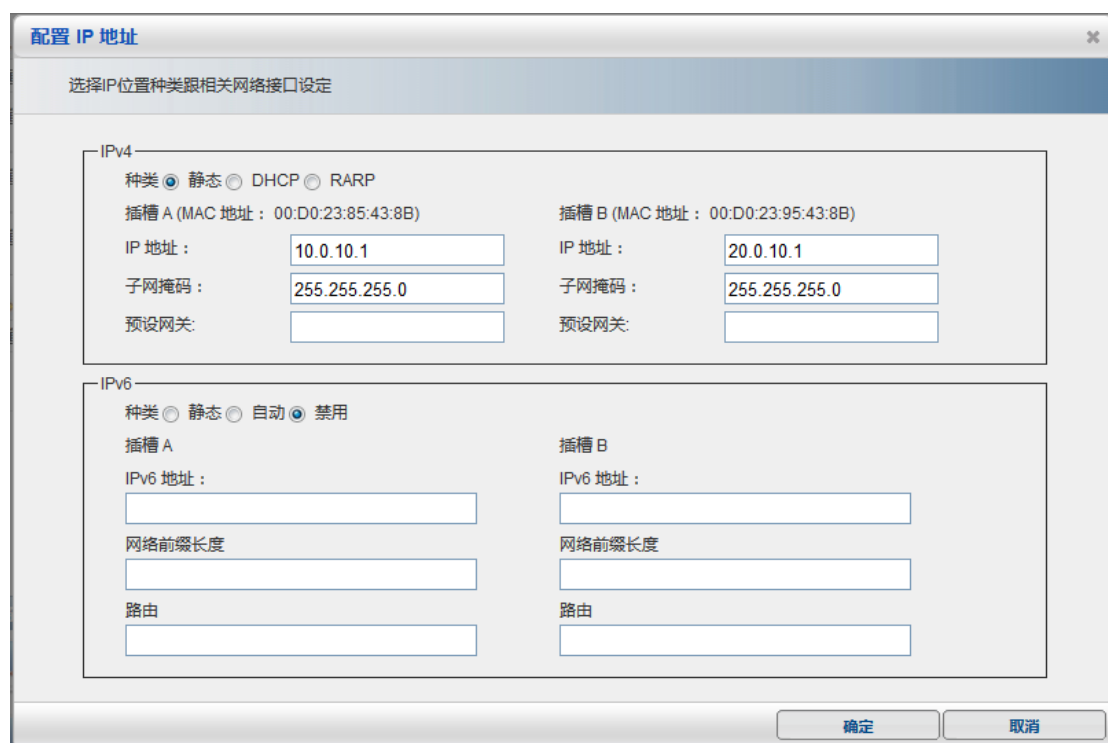 配置 IP 地址
选择IP位置种类跟相关网络接口设定
IPv4
种类 静态 DHCP RARP
插槽 A (MAC 地址： 00:D0:23:85:43:8B) 插槽 B (MAC 地址： 00:D0:23:95:43:8B)
IP 地址： 10.0.10.1 IP 地址： 20.0.10.1
子网掩码： 255.255.255.0 子网掩码： 255.255.255.0
预设网关: 预设网关:
IPv6
种类 静态 自动 禁用
插槽 A 插槽 B
IPv6 地址： IPv6 地址：
网络前缀长度 网络前缀长度
路由 路由
确定 取消